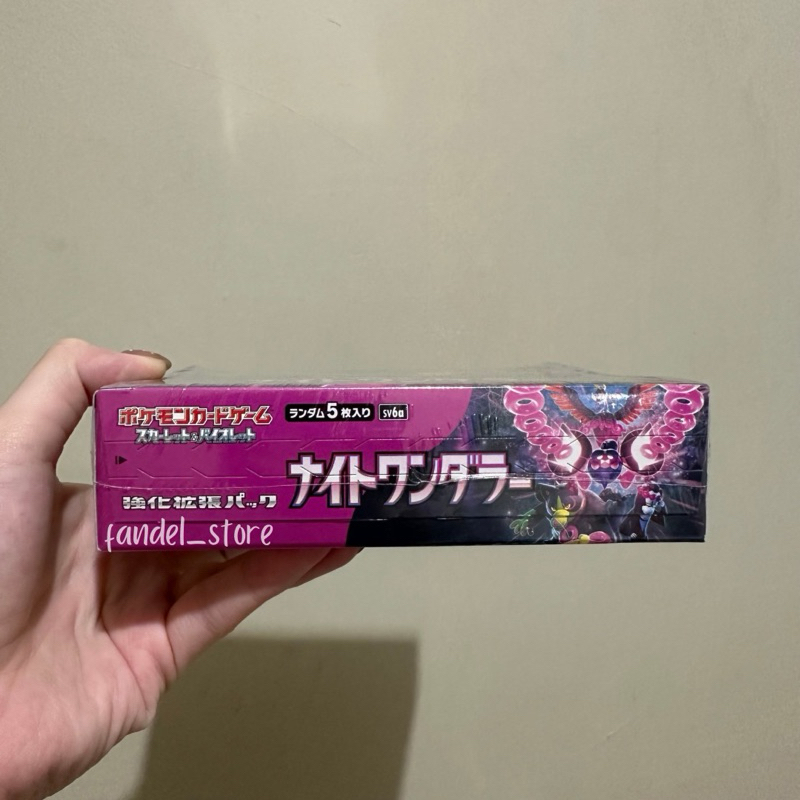 ポケモンカードゲーム
スカーレット&バイオレット
ランダム5枚入り sv6a
強化拡張パック
ナイトワンダラー
fandel_store